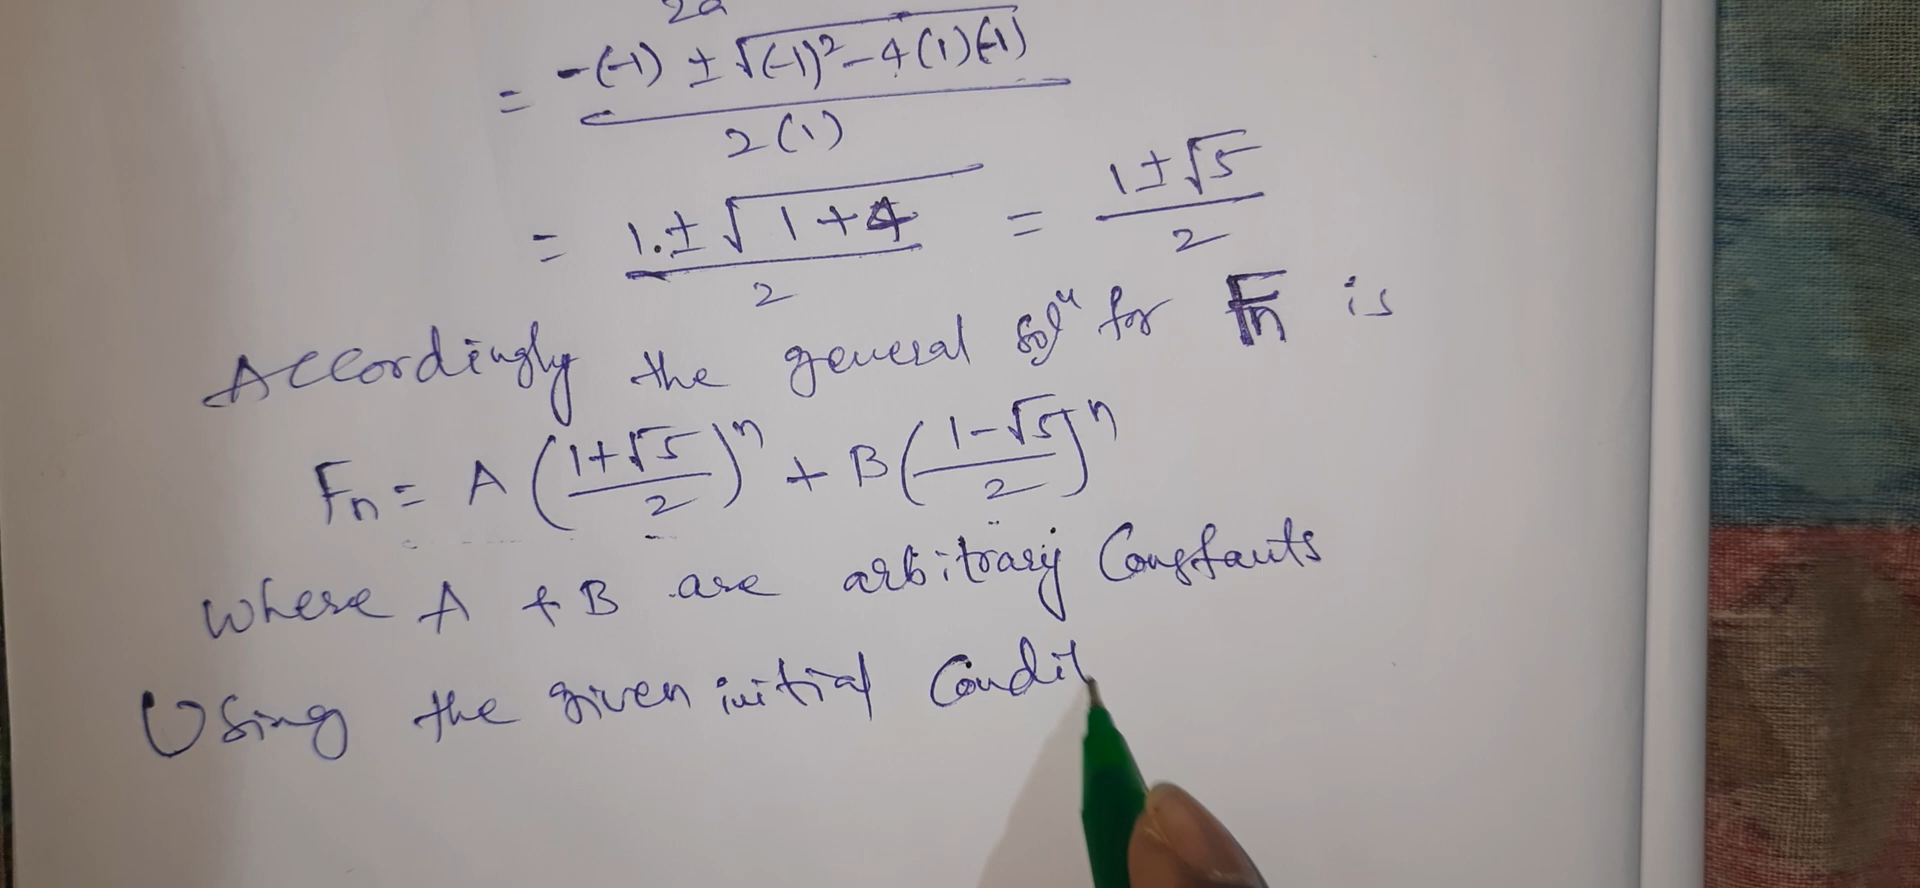 2a
= -(-1) ± √(-1)² - 4(1)(-1) / 2(1)
= 1 ± √1+4 / 2 = 1±√5 / 2
Accordingly the general solⁿ for Fn is
Fn = A (1+√5 / 2)ⁿ + B (1-√5 / 2)ⁿ
where A & B are arbitrary Constants
Using the given initial Condit